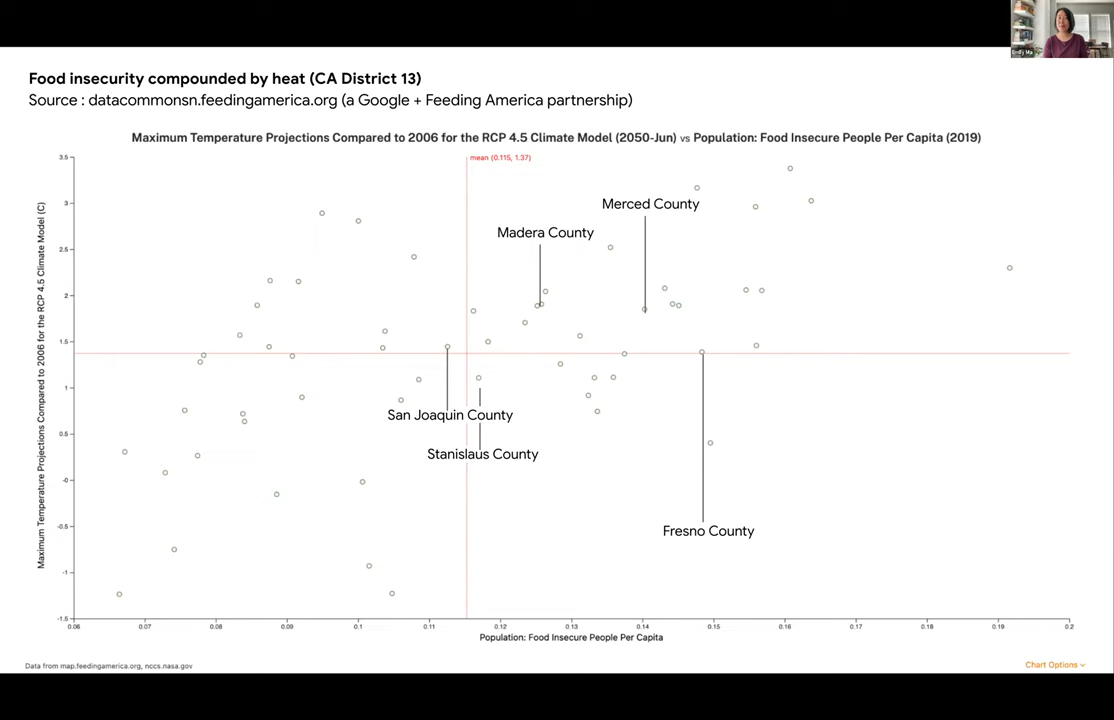 Emily Ma
Food insecurity compounded by heat (CA District 13)
Source : datacommonsn.feedingamerica.org (a Google + Feeding America partnership)
Maximum Temperature Projections Compared to 2006 for the RCP 4.5 Climate Model (2050-Jun) vs Population: Food Insecure People Per Capita (2019)
mean (0.115, 1.37)
Maximum Temperature Projections Compared to 2006 for the RCP 4.5 Climate Model (C)
3.5
3
2.5
2
1.5
1
0.5
-0
-0.5
-1
-1.5
Merced County
Madera County
San Joaquin County
Stanislaus County
Fresno County
0.06 0.07 0.08 0.09 0.1 0.11 0.12 0.13 0.14 0.15 0.16 0.17 0.18 0.19 0.2
Population: Food Insecure People Per Capita
Data from map.feedingamerica.org, nccs.nasa.gov
Chart Options